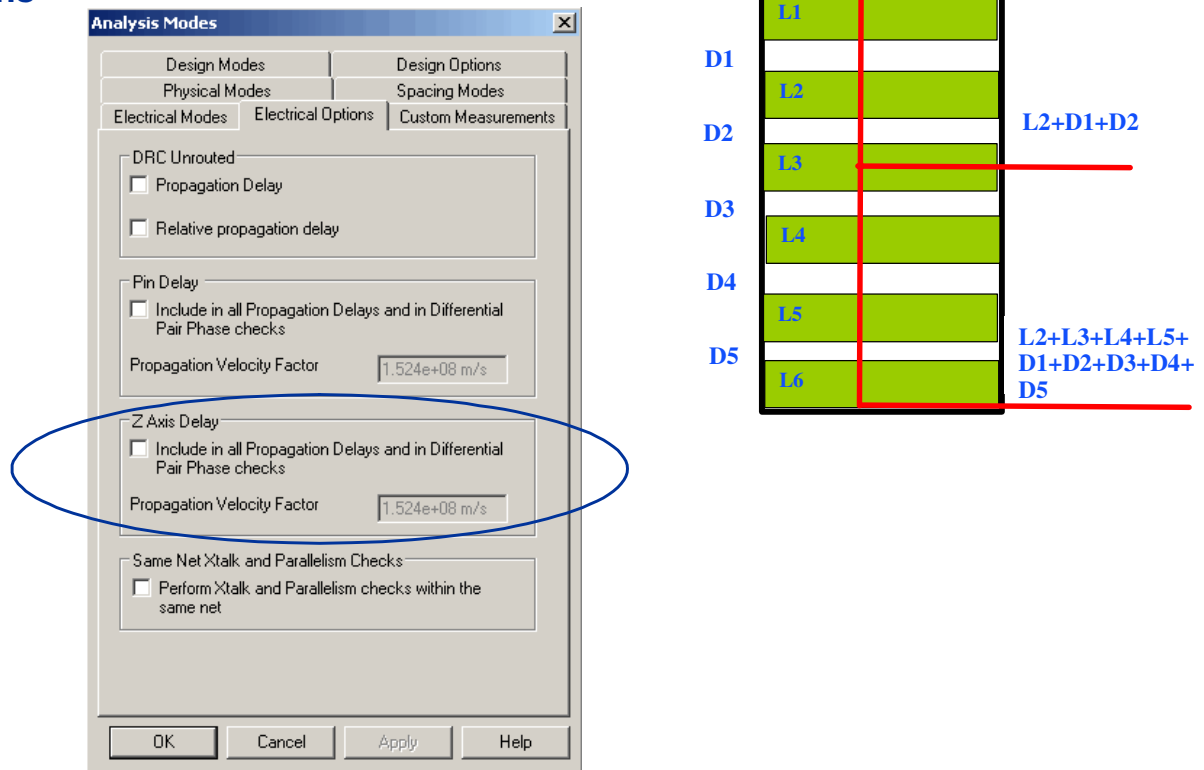 Analysis Modes
Design Modes
Design Options
Physical Modes
Spacing Modes
Electrical Modes
Electrical Options
Custom Measurements
DRC Unrouted
Propagation Delay
Relative propagation delay
Pin Delay
Include in all Propagation Delays and in Differential
Pair Phase checks
Propagation Velocity Factor
1.524e+08 m/s
Z Axis Delay
Include in all Propagation Delays and in Differential
Pair Phase checks
Propagation Velocity Factor
1.524e+08 m/s
Same Net Xtalk and Parallelism Checks
Perform Xtalk and Parallelism checks within the
same net
OK
Cancel
Apply
Help
L1
D1
L2
D2
L3
D3
L4
D4
L5
D5
L6
L2+D1+D2
L2+L3+L4+L5+
D1+D2+D3+D4+
D5